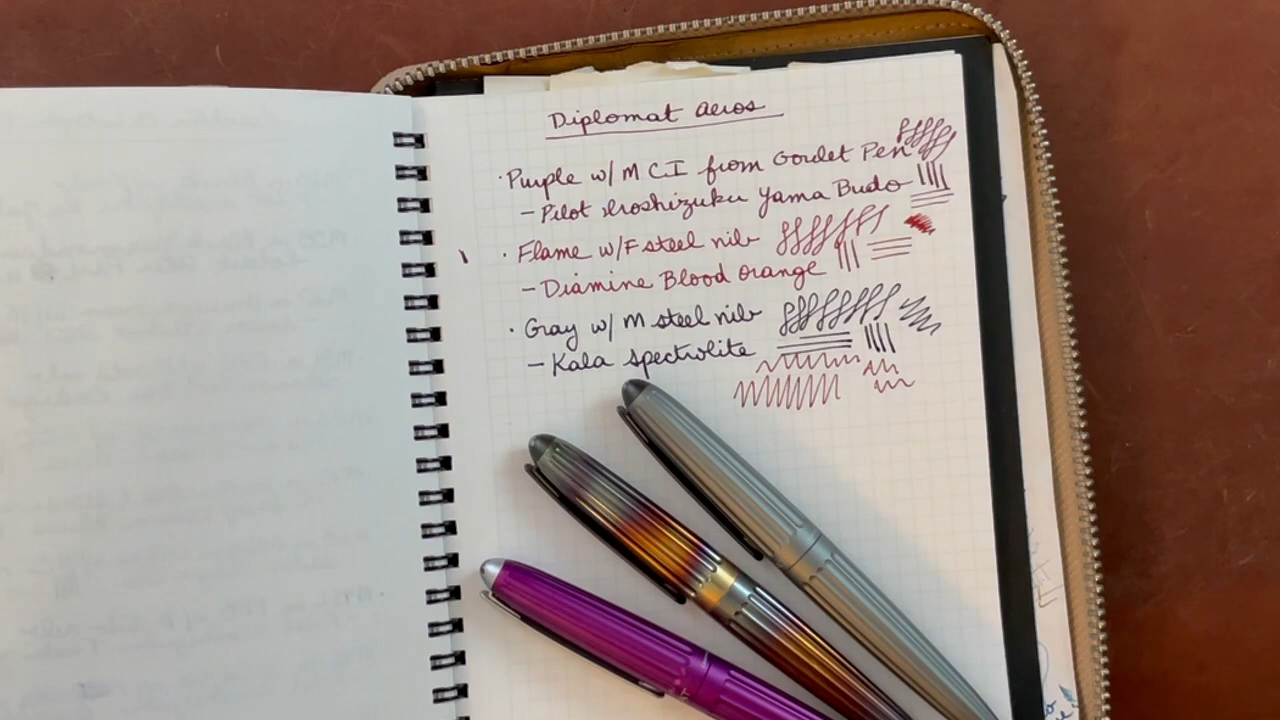 Diplomat Aeros
· Purple w/ M C.I from Goulet Pen
– Pilot Iroshizuku Yama Budo
· Flame w/ F steel nib
– Diamine Blood orange
· Gray w/ M steel nib
– Kala spectrolite